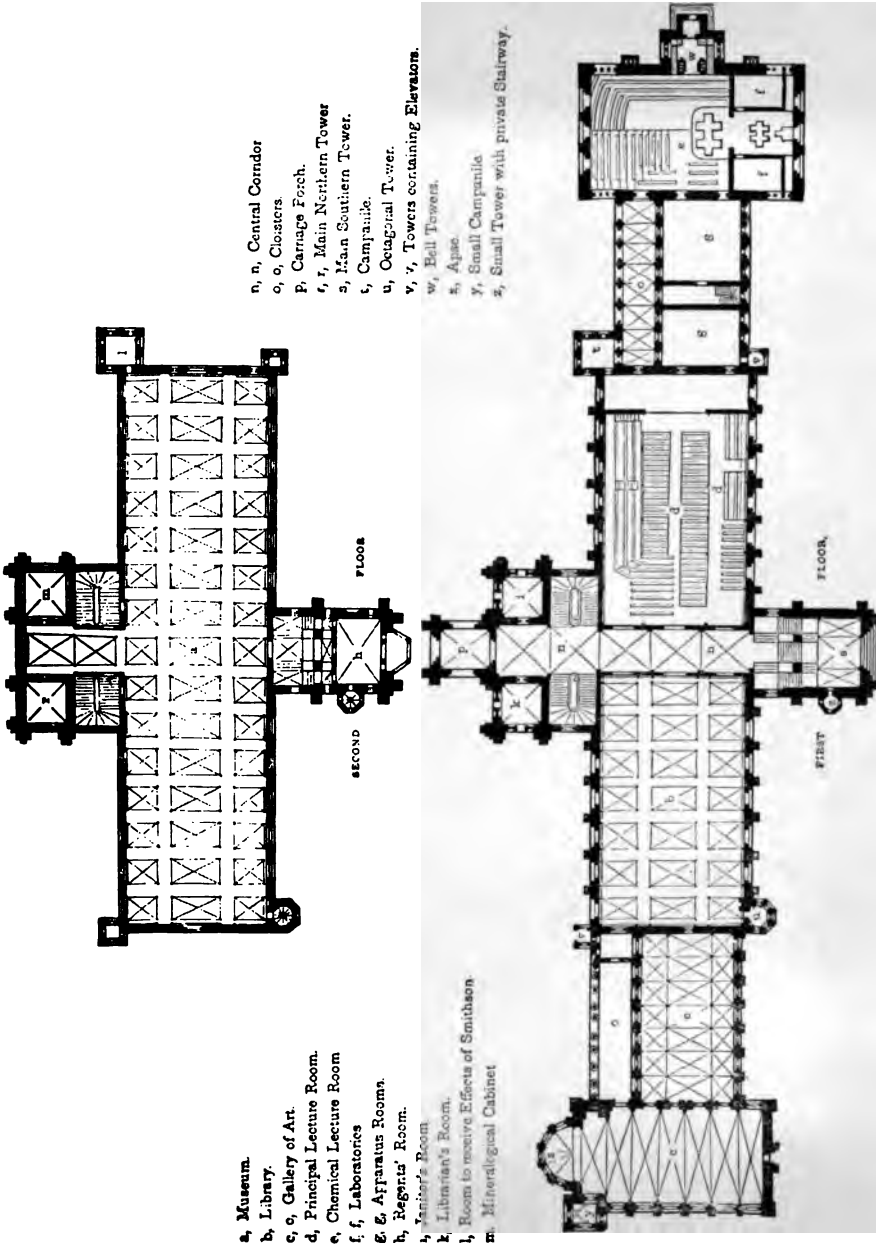 a, Museum.
b, Library.
c, c, Gallery of Art.
d, Principal Lecture Room.
e, Chemical Lecture Room
f, f, Laboratories
g, g, Apparatus Rooms.
h, Regents' Room.
i, Janitor's Room
k, Librarian's Room.
l, Room to receive Effects of Smithson
m. Mineralogical Cabinet
n, n, Central Corridor
o, o, Cloisters.
p, Carriage Porch.
r, r, Main Northern Tower
s, Main Southern Tower.
t, Campanile.
u, Octagonal Tower.
v, v, Towers containing Elevators.
w, Bell Towers.
x, Apse.
y, Small Campanile
z, Small Tower with private Stairway.
SECOND FLOOR
l
m
r
a
h
FIRST FLOOR,
w
f
f
e
g
g
o
t
v
d
d
i
p
n
n
k
s
b
u
o
c
c